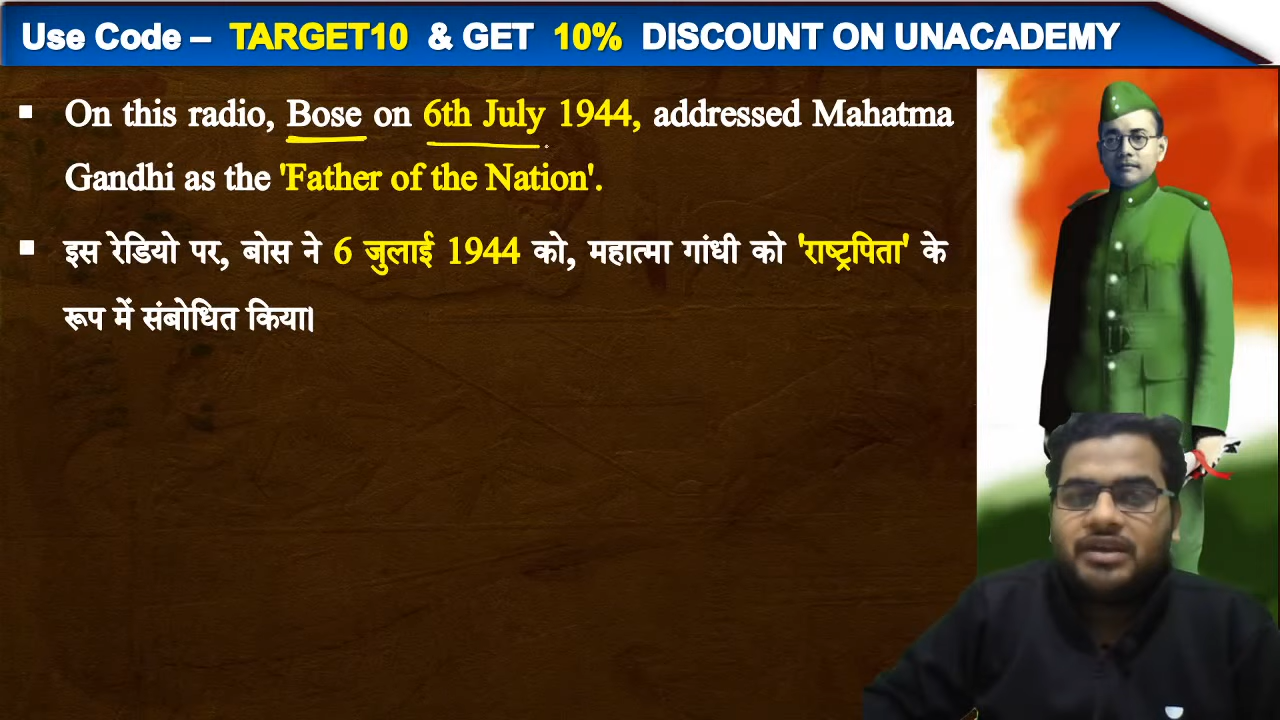 Use Code – TARGET10 & GET 10% DISCOUNT ON UNACADEMY
▪ On this radio, Bose on 6th July 1944, addressed Mahatma
Gandhi as the 'Father of the Nation'.
▪ इस रेडियो पर, बोस ने 6 जुलाई 1944 को, महात्मा गांधी को 'राष्ट्रपिता' के
रूप में संबोधित किया।